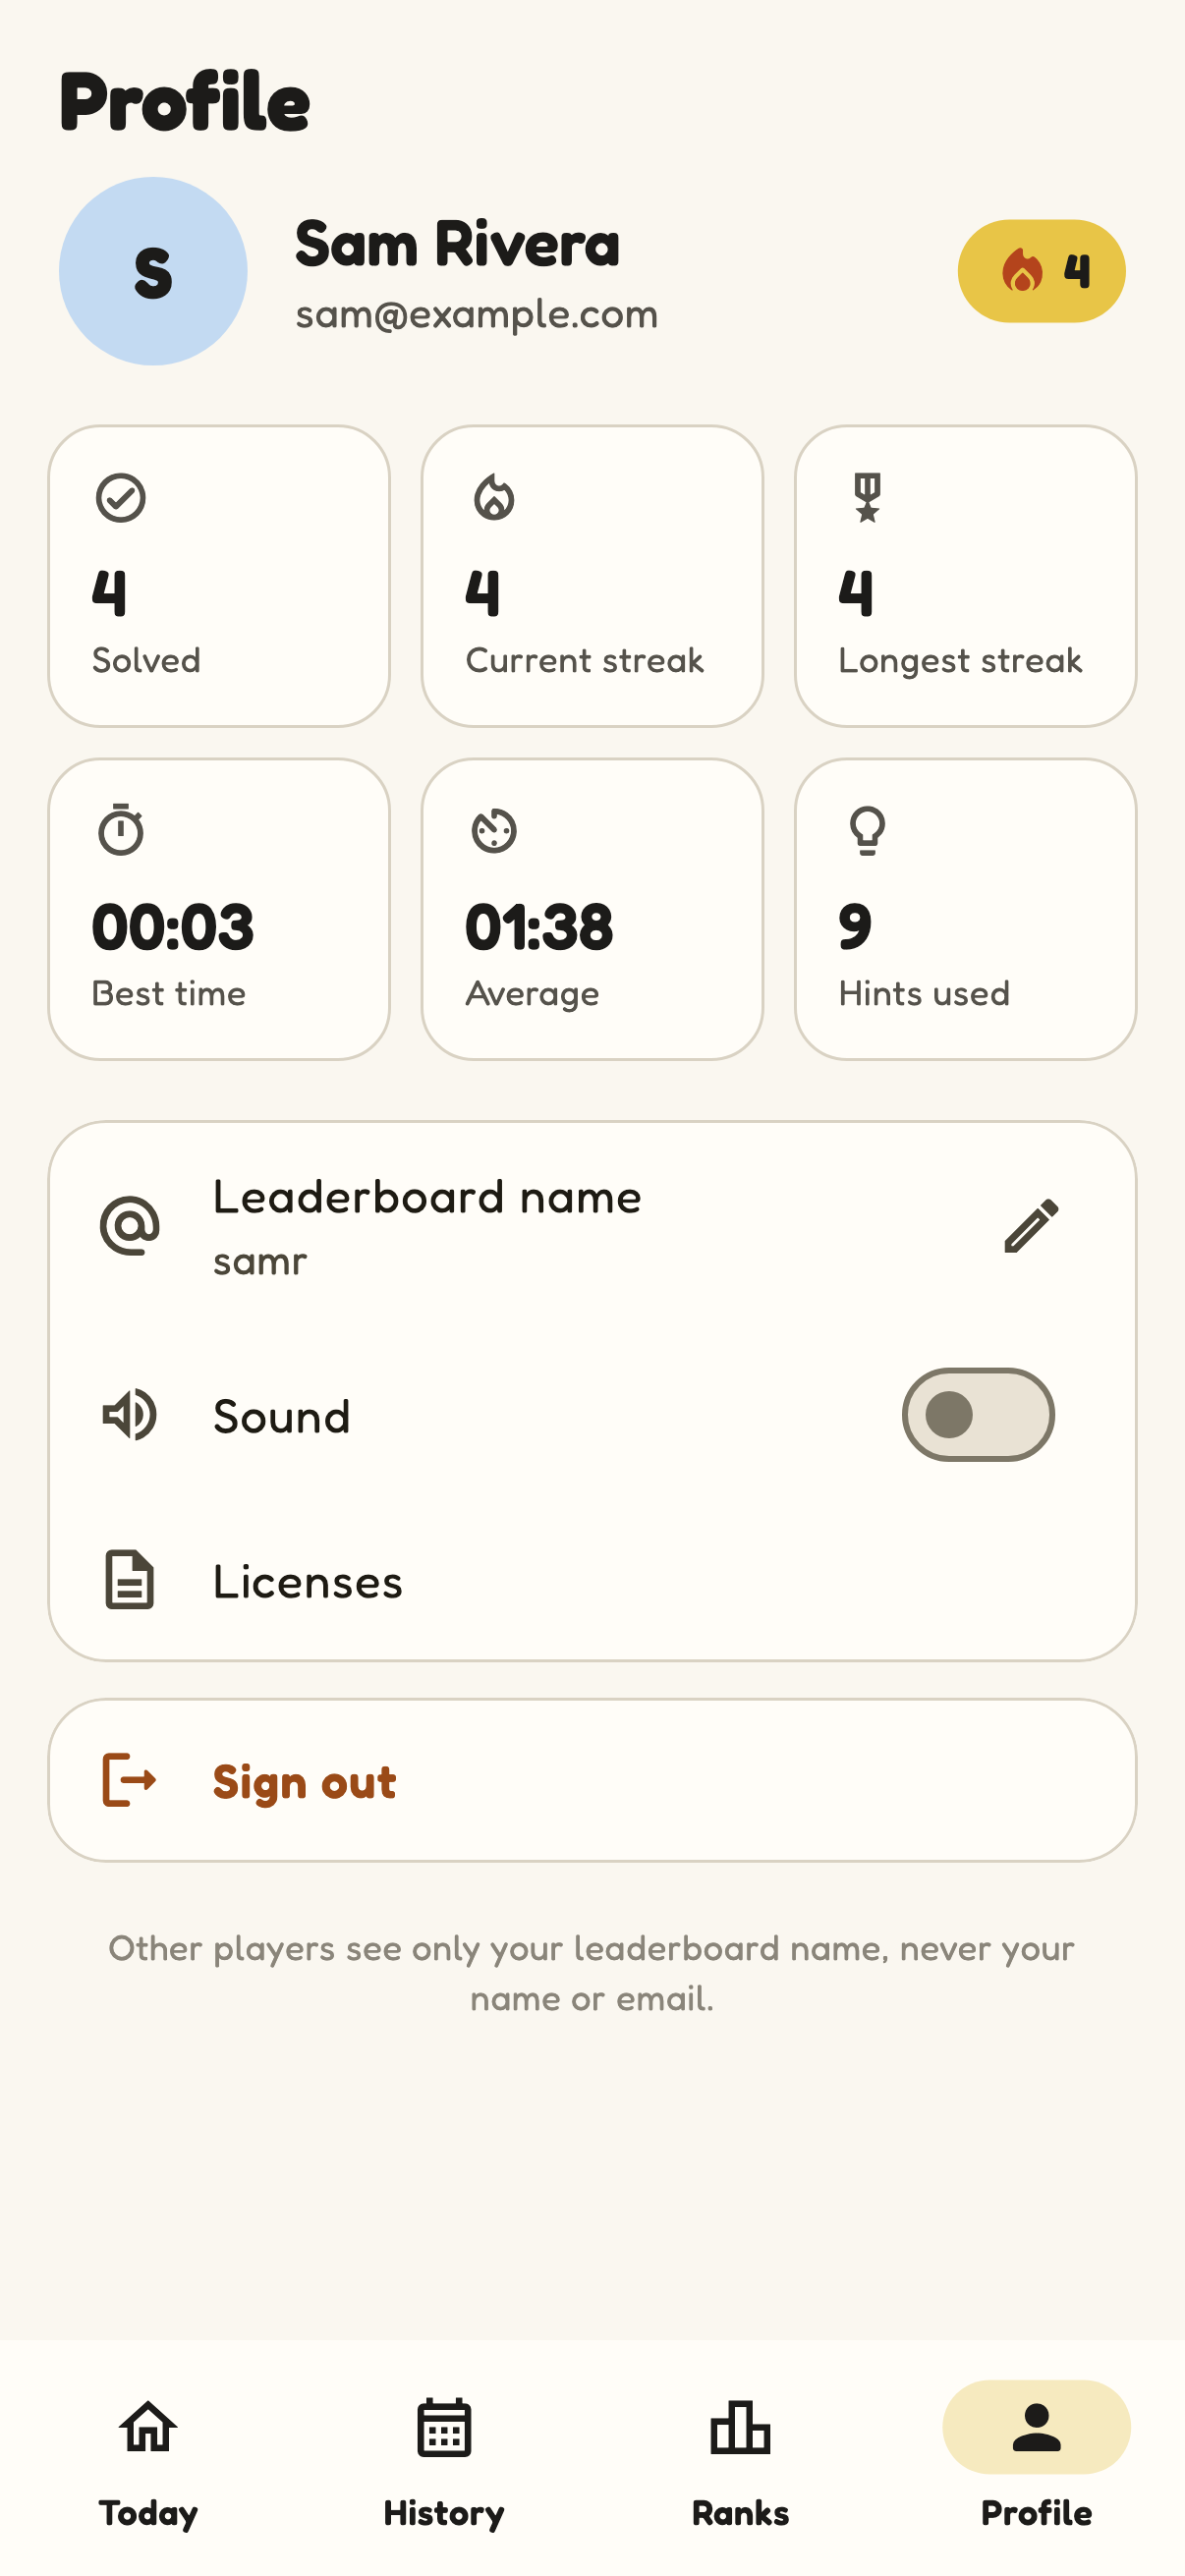 Profile
S
Sam Rivera
sam@example.com
4
4
Solved
4
Current streak
4
Longest streak
00:03
Best time
01:38
Average
9
Hints used
Leaderboard name
samr
Sound
Licenses
Sign out
Other players see only your leaderboard name, never your
name or email.
Today
History
Ranks
Profile